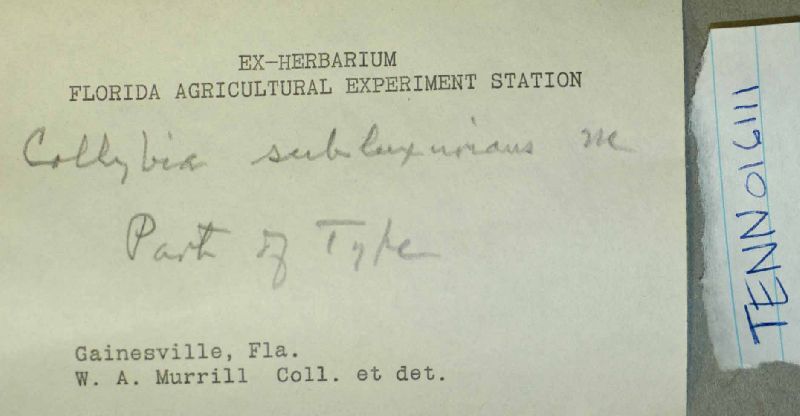 EX-HERBARIUM
FLORIDA AGRICULTURAL EXPERIMENT STATION
Collybia subluxurians m
Part of Type
Gainesville, Fla.
W. A. Murrill Coll. et det.
TENN016111